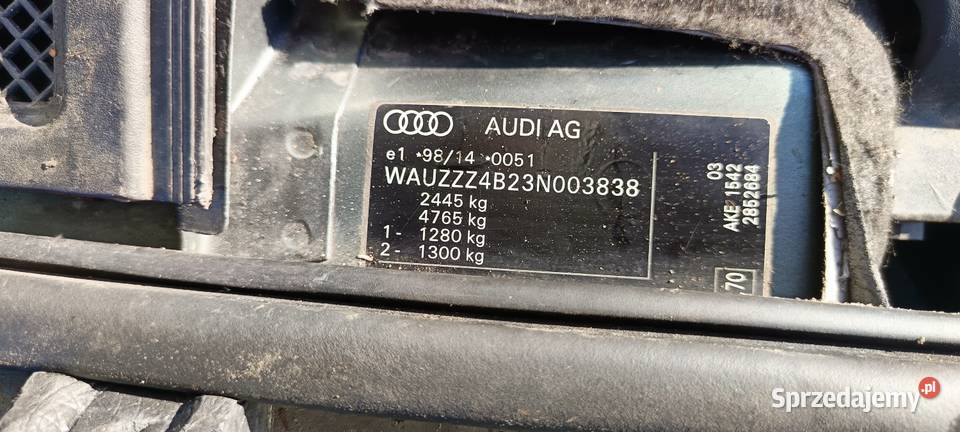 AUDI AG
e1 *98/14 *0051
WAUZZZ4B23N003838
2445 kg
4765 kg
1- 1280 kg
2- 1300 kg
03
AKE 1542
2852684
70
Sprzedajemy.pl